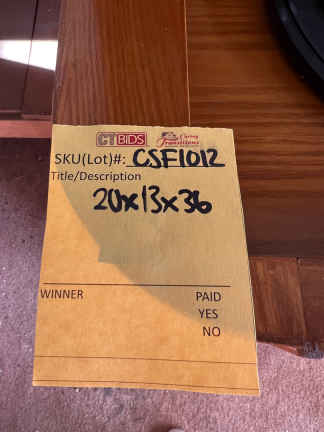 CTBIDS Caring Transitions
SKU(Lot)#: CSF1012
Title/Description
20x13x36
WINNER PAID
YES
NO